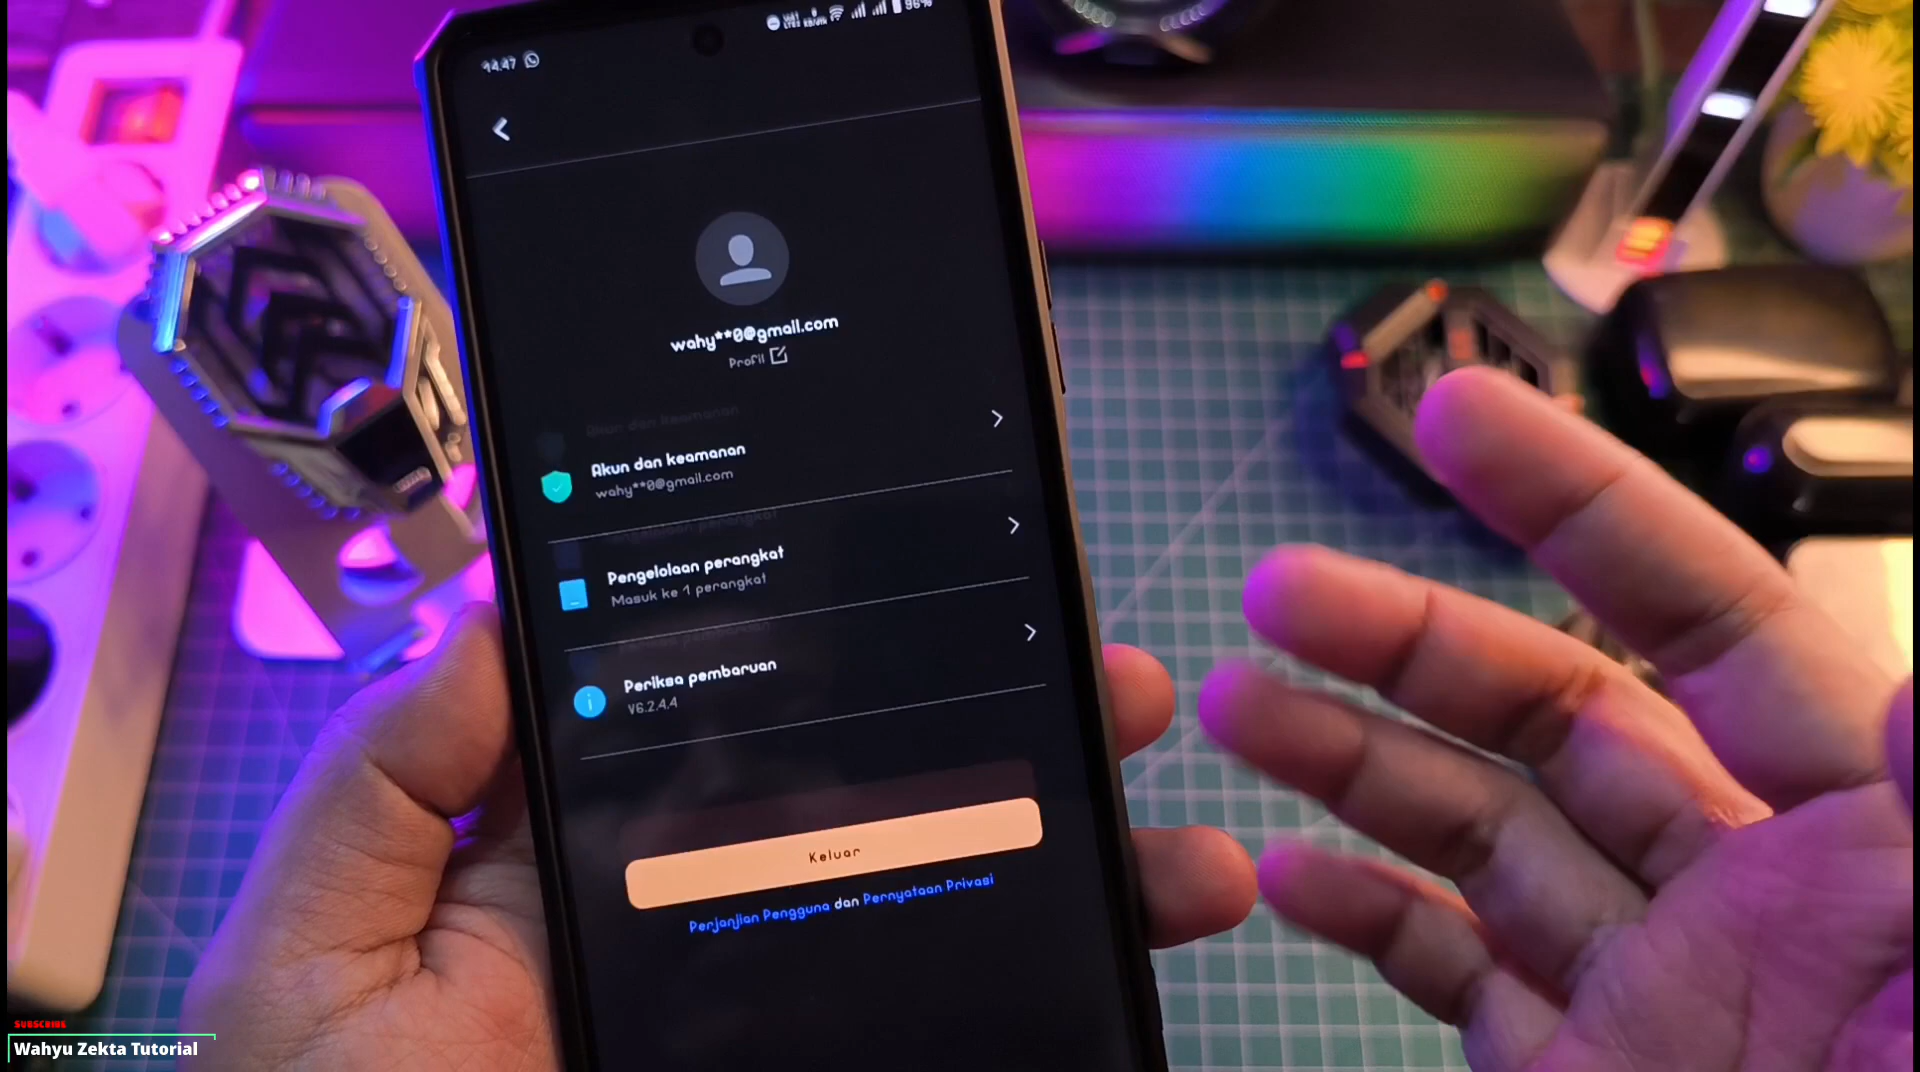 14.47
96%
wahy**0@gmail.com
Profil
Akun dan keamanan
wahy**0@gmail.com
Pengelolaan perangkat
Masuk ke 1 perangkat
Periksa pembaruan
V6.2.4.4
Keluar
Perjanjian Pengguna dan Pernyataan Privasi
SUBSCRIBE
Wahyu Zekta Tutorial